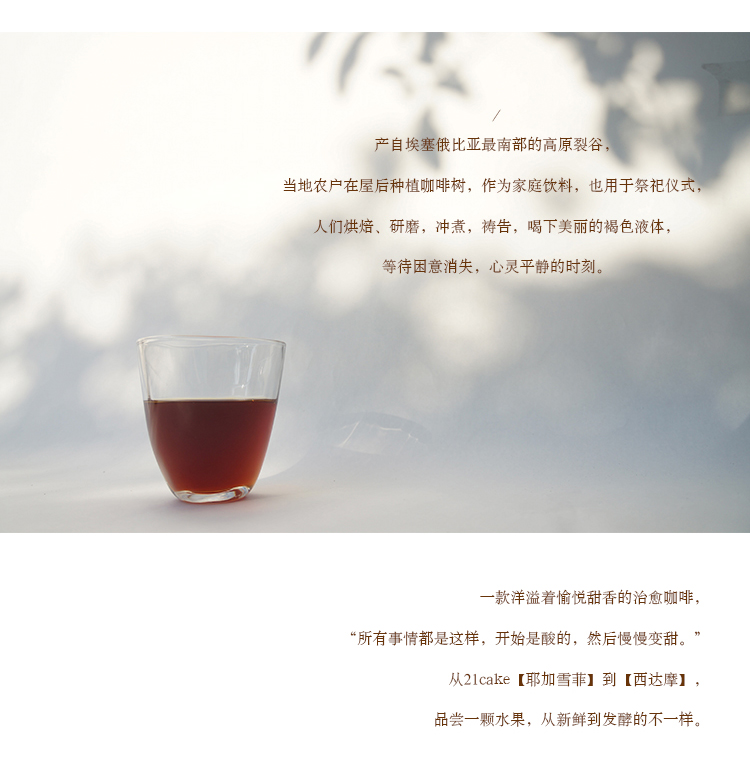 /
产自埃塞俄比亚最南部的高原裂谷，
当地农户在屋后种植咖啡树，作为家庭饮料，也用于祭祀仪式，
人们烘焙、研磨，冲煮，祷告，喝下美丽的褐色液体，
等待困意消失，心灵平静的时刻。
一款洋溢着愉悦甜香的治愈咖啡，
“所有事情都是这样，开始是酸的，然后慢慢变甜。”
从21cake【耶加雪菲】到【西达摩】，
品尝一颗水果，从新鲜到发酵的不一样。